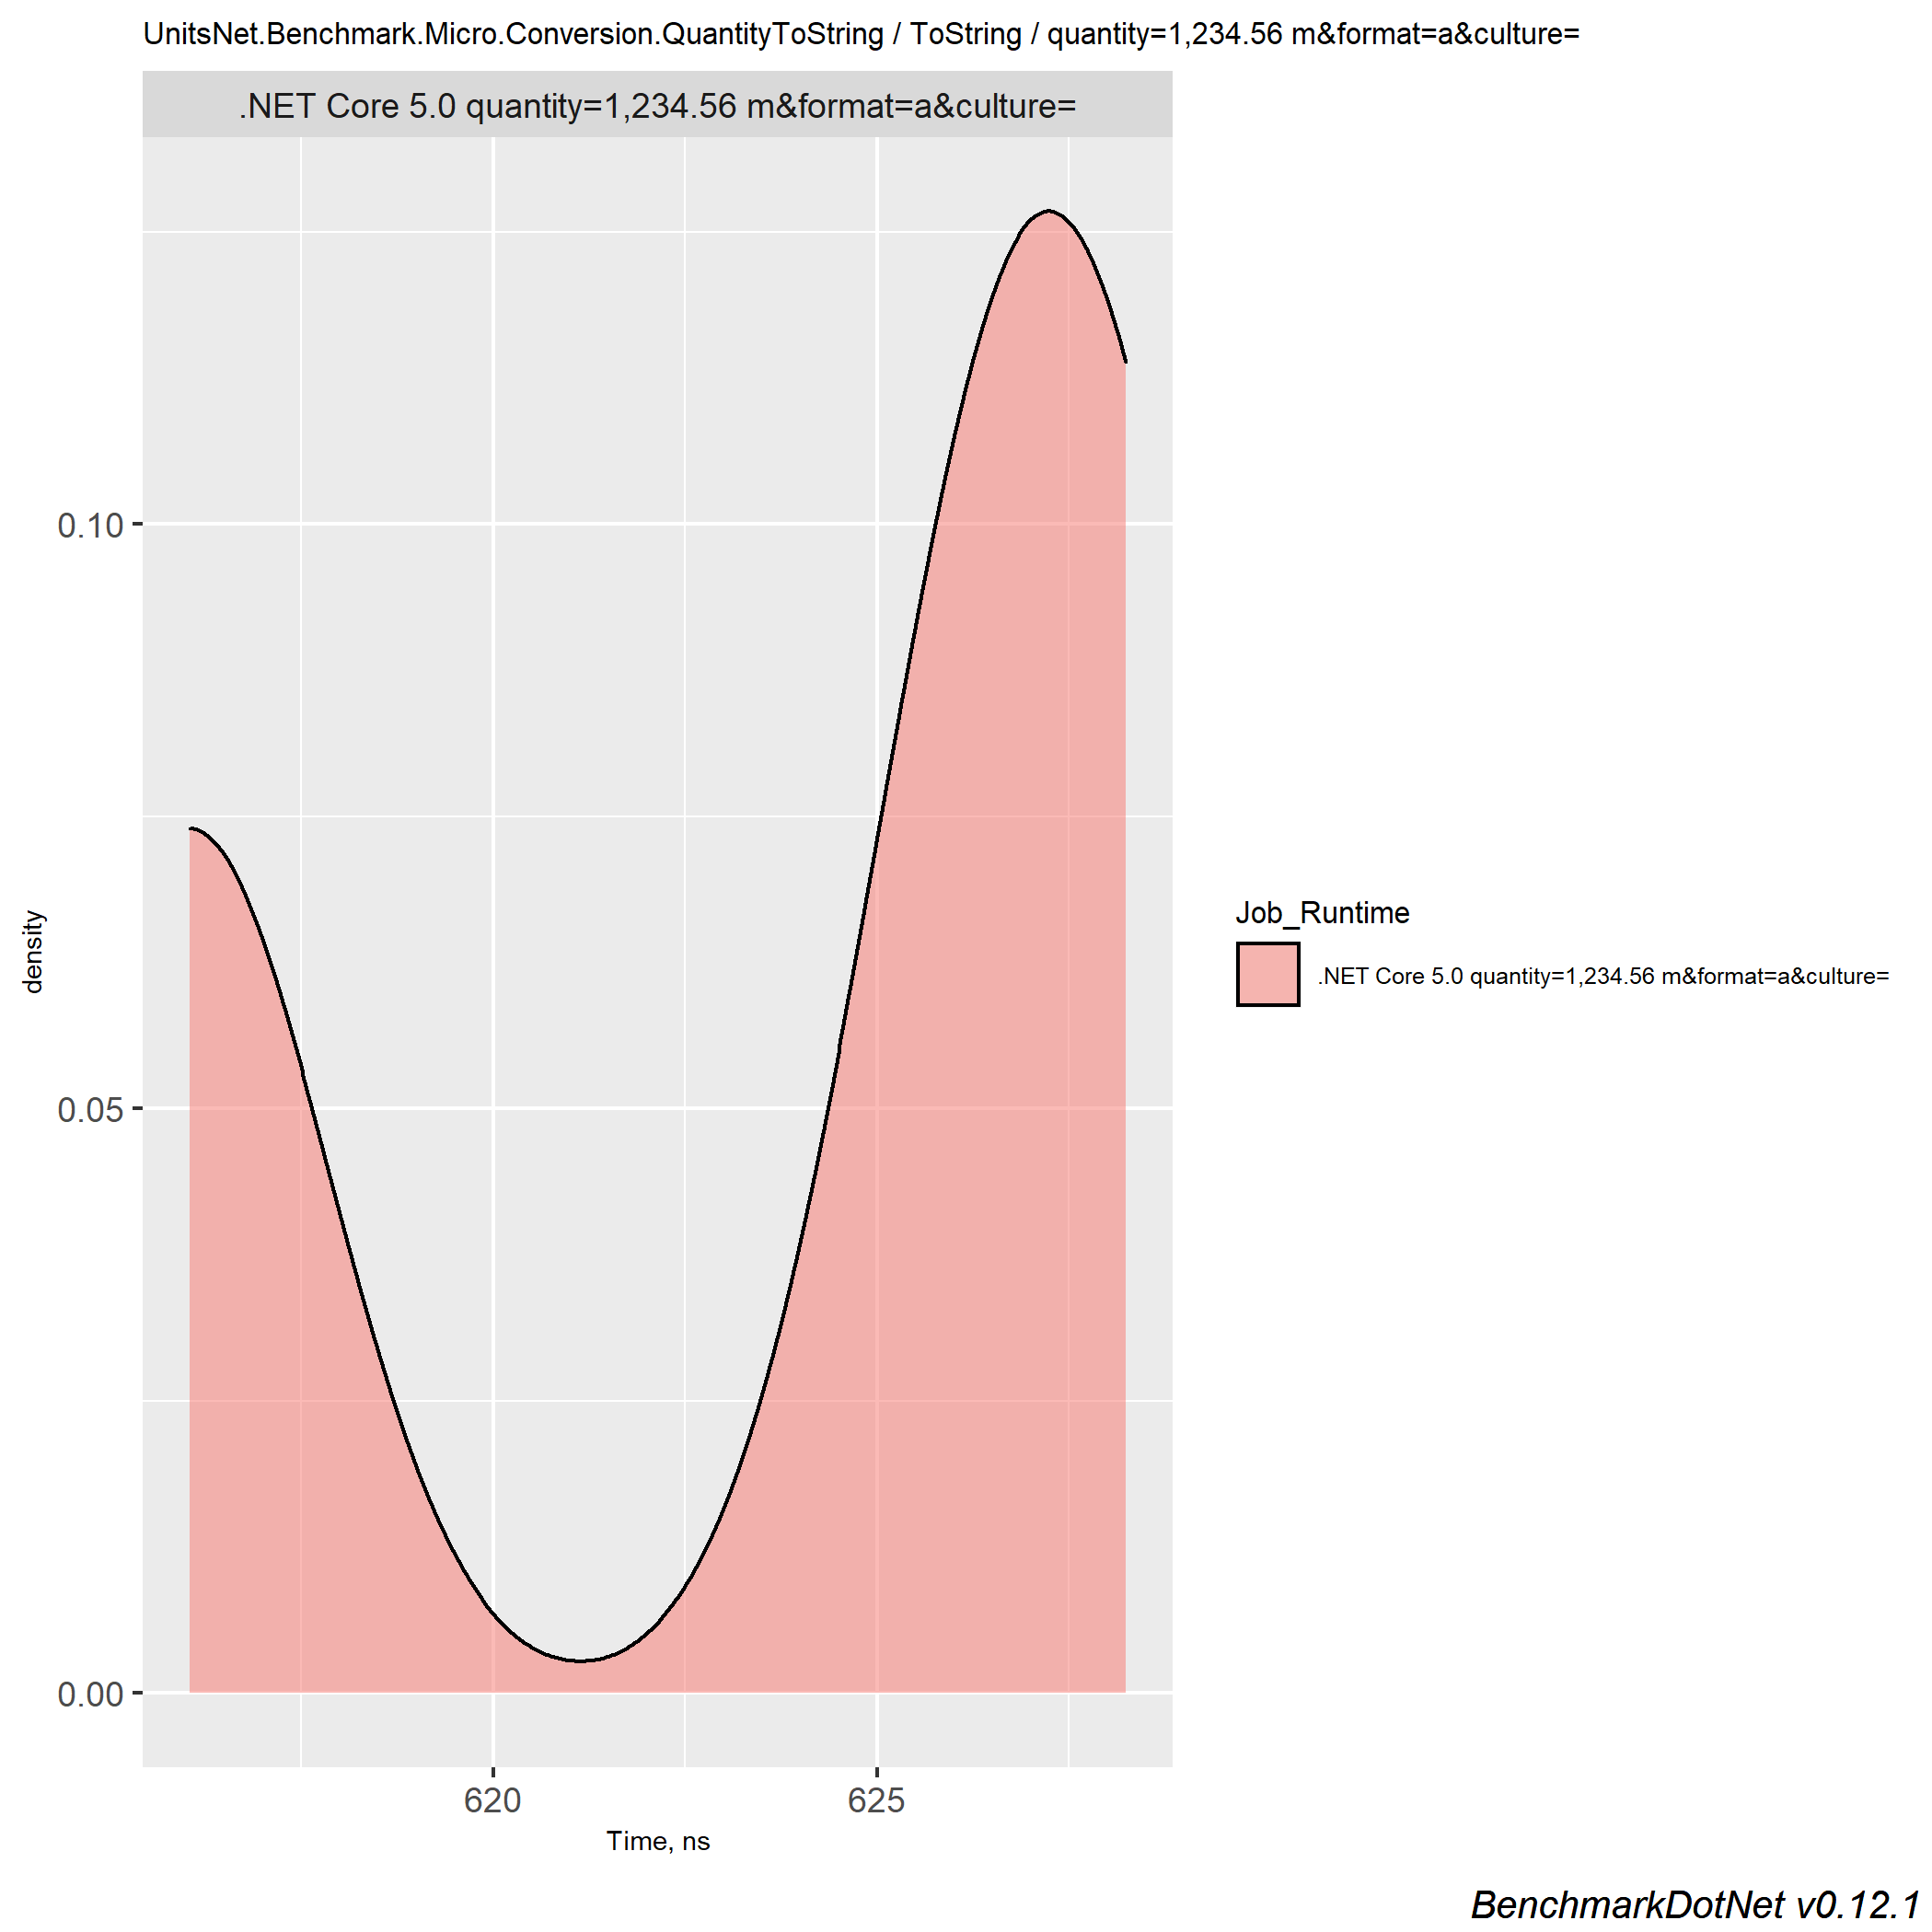 UnitsNet.Benchmark.Micro.Conversion.QuantityToString / ToString / quantity=1,234.56 m&format=a&culture=
.NET Core 5.0 quantity=1,234.56 m&format=a&culture=
0.10
0.05
0.00
density
620
625
Time, ns
Job_Runtime
.NET Core 5.0 quantity=1,234.56 m&format=a&culture=
BenchmarkDotNet v0.12.1